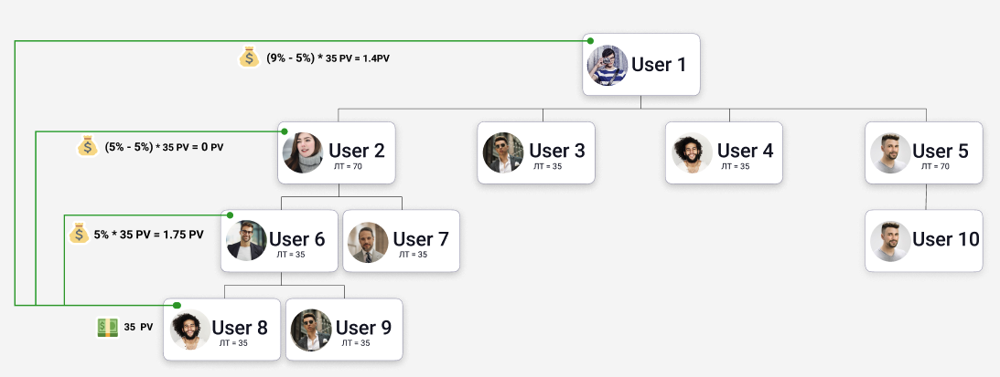 User 1
(9% - 5%) * 35 PV = 1.4PV
User 2
ЛТ = 70
User 3
ЛТ = 35
User 4
ЛТ = 35
User 5
ЛТ = 70
(5% - 5%) * 35 PV = 0 PV
User 6
ЛТ = 35
User 7
ЛТ = 35
User 10
5% * 35 PV = 1.75 PV
User 8
ЛТ = 35
User 9
ЛТ = 35
35 PV